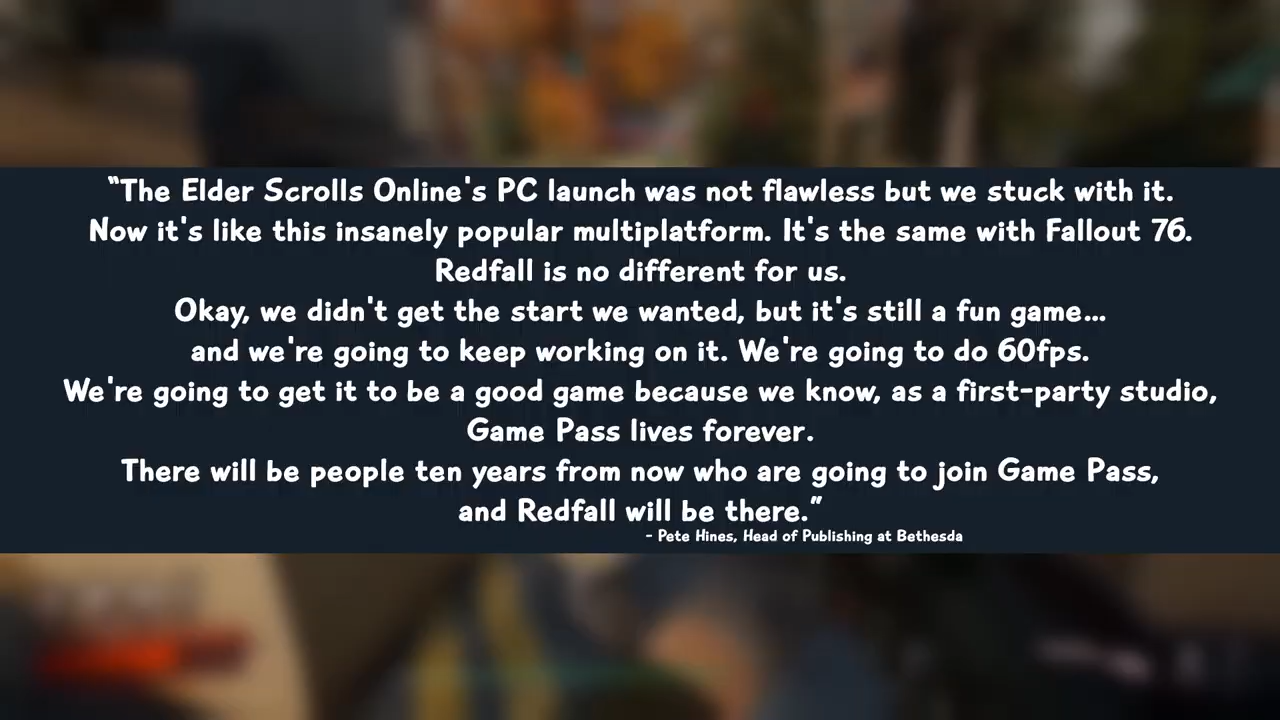 "The Elder Scrolls Online's PC launch was not flawless but we stuck with it.
Now it's like this insanely popular multiplatform. It's the same with Fallout 76.
Redfall is no different for us.
Okay, we didn't get the start we wanted, but it's still a fun game...
and we're going to keep working on it. We're going to do 60fps.
We're going to get it to be a good game because we know, as a first-party studio,
Game Pass lives forever.
There will be people ten years from now who are going to join Game Pass,
and Redfall will be there."
- Pete Hines, Head of Publishing at Bethesda